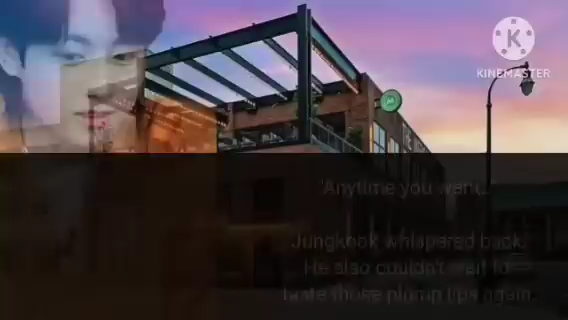 KINEMASTER
"Anytime you want."
Jungkook whispered back.
He also couldn't wait to
taste those plump lips again.